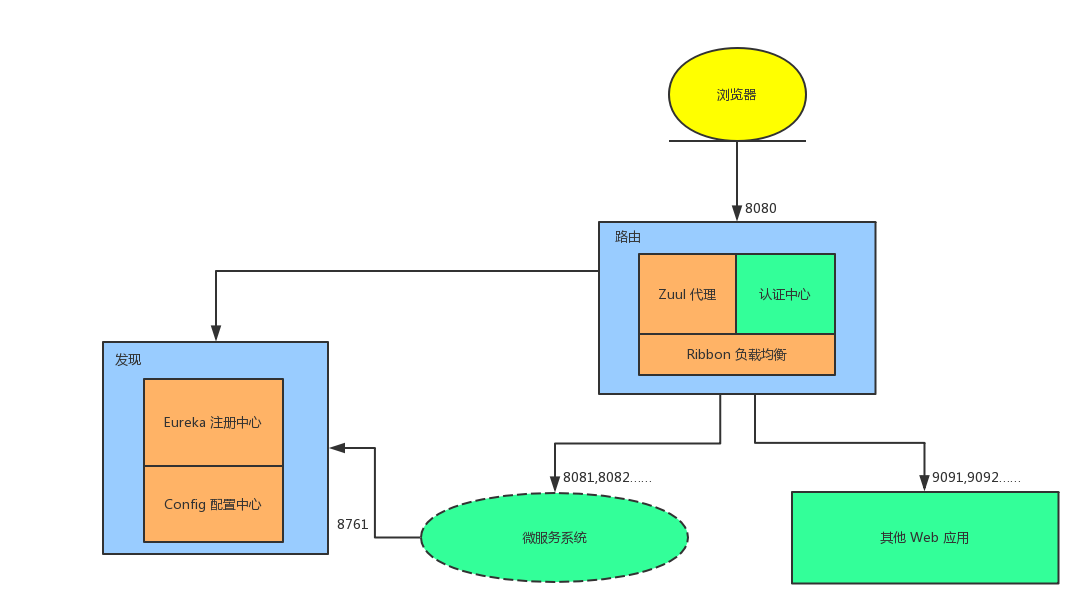 浏览器
8080
路由
Zuul 代理
认证中心
Ribbon 负载均衡
发现
Eureka 注册中心
Config 配置中心
8761
8081,8082……
微服务系统
9091,9092……
其他 Web 应用